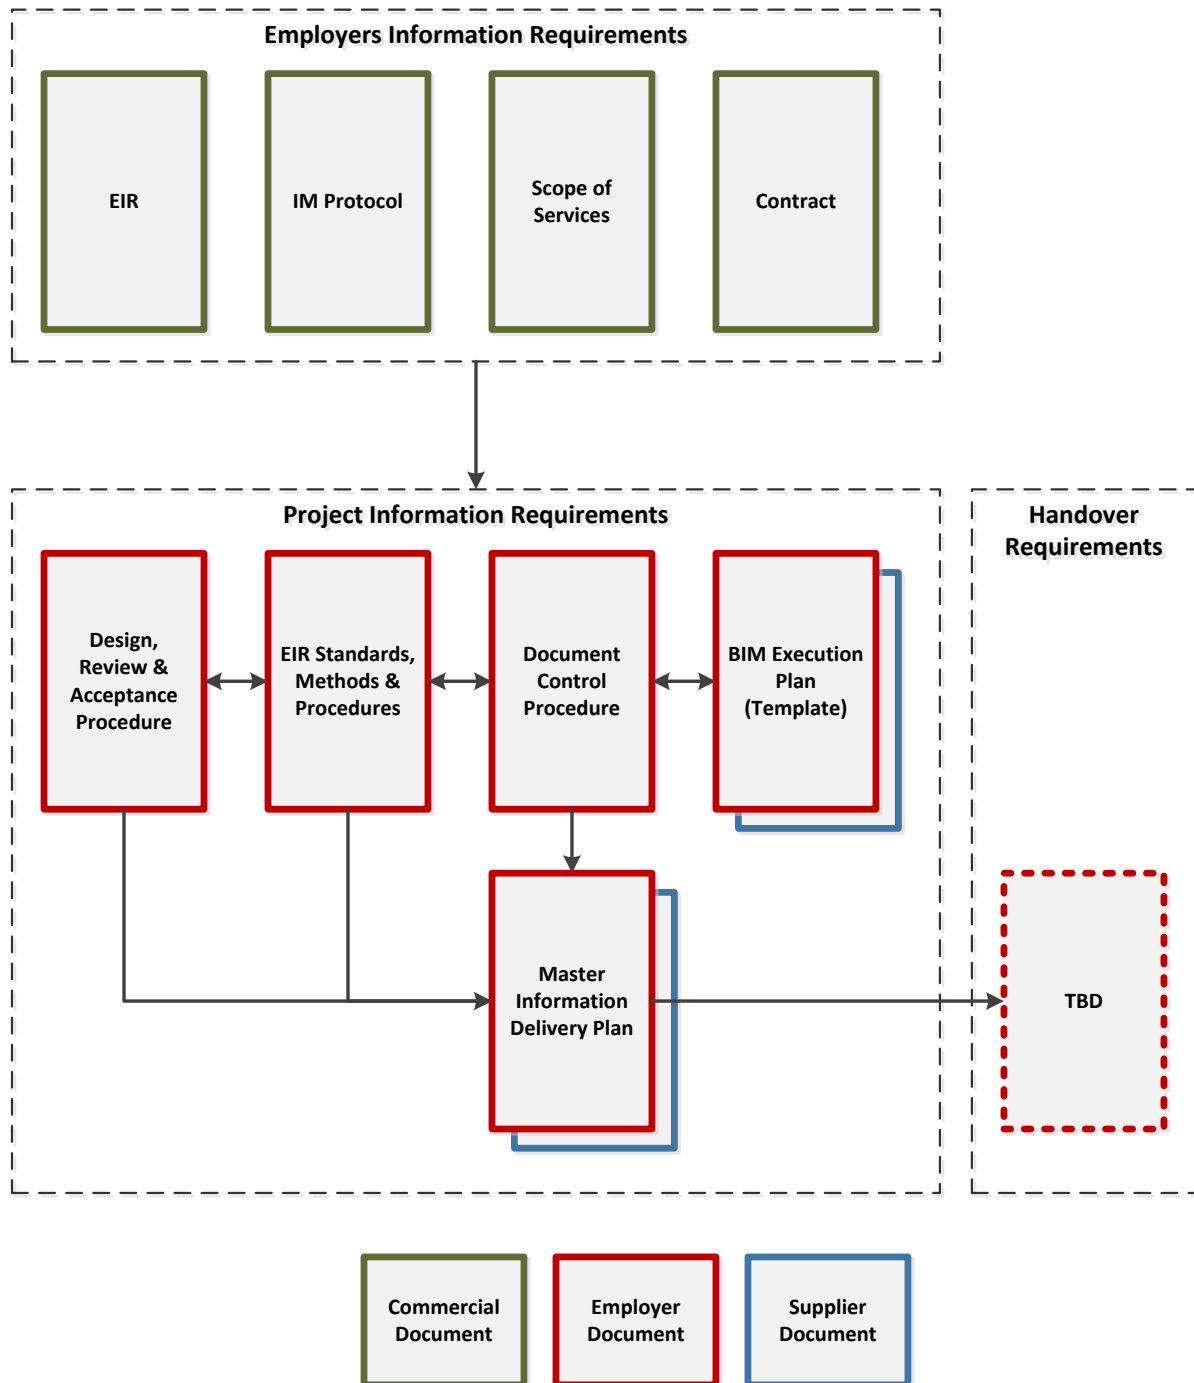 Employers Information Requirements
EIR
IM Protocol
Scope of
Services
Contract
Project Information Requirements
Handover
Requirements
Design,
Review &
Acceptance
Procedure
EIR Standards,
Methods &
Procedures
Document
Control
Procedure
BIM Execution
Plan
(Template)
Master
Information
Delivery Plan
TBD
Commercial
Document
Employer
Document
Supplier
Document